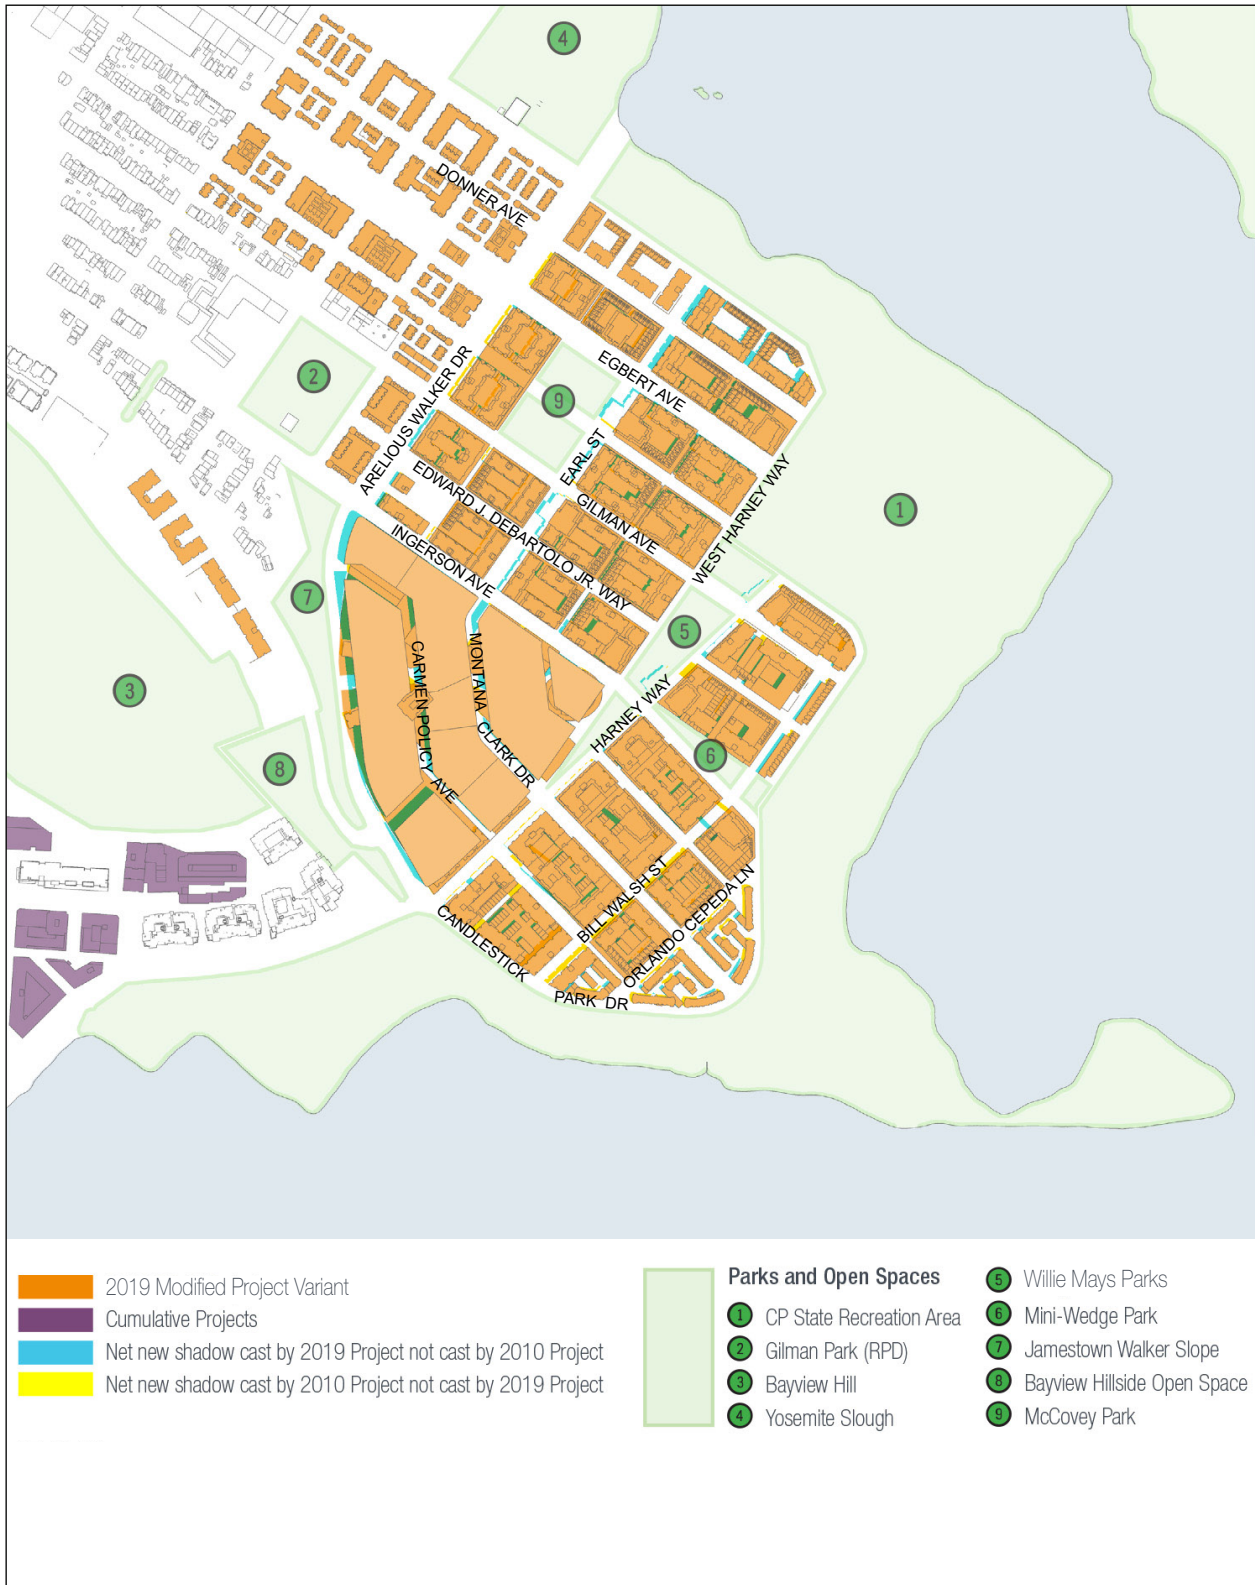 4
DONNER AVE
2
ARELIOUS WALKER DR
EGBERT AVE
9
EARL ST
EDWARD J. DEBARTOLO JR. WAY
GILMAN AVE
WEST HARNEY WAY
1
INGERSON AVE
7
5
3
CARMEN POLICY AVE
MONTANA CLARK DR
HARNEY WAY
6
8
BILL WALSH ST
ORLANDO CEPEDA LN
CANDLESTICK PARK DR
2019 Modified Project Variant
Cumulative Projects
Net new shadow cast by 2019 Project not cast by 2010 Project
Net new shadow cast by 2010 Project not cast by 2019 Project
Parks and Open Spaces
1 CP State Recreation Area
2 Gilman Park (RPD)
3 Bayview Hill
4 Yosemite Slough
5 Willie Mays Parks
6 Mini-Wedge Park
7 Jamestown Walker Slope
8 Bayview Hillside Open Space
9 McCovey Park